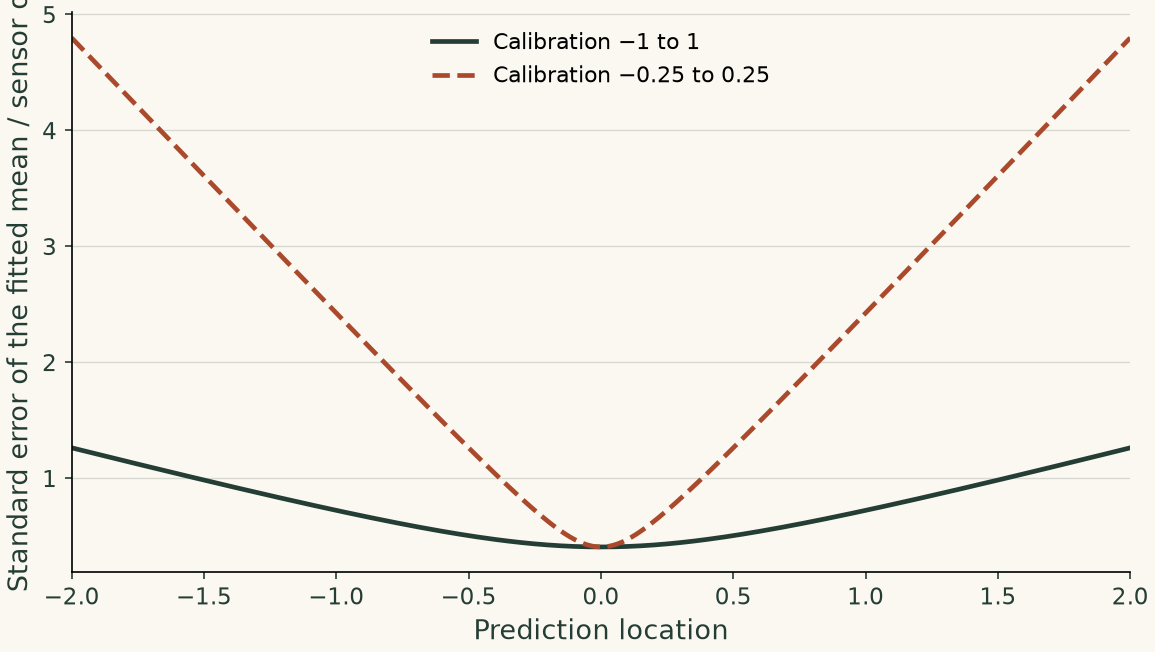 Standard error of the fitted mean / sensor
5
4
3
2
1
Calibration −1 to 1
Calibration −0.25 to 0.25
−2.0 −1.5 −1.0 −0.5 0.0 0.5 1.0 1.5 2.0
Prediction location